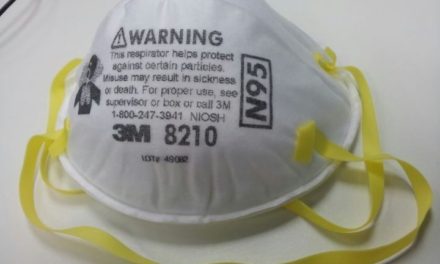 ⚠WARNING
This respirator helps protect
against certain particles.
Misuse may result in sickness
or death. For proper use, see
supervisor or box or call 3M
1-800-247-3941 NIOSH
3M 8210
N95